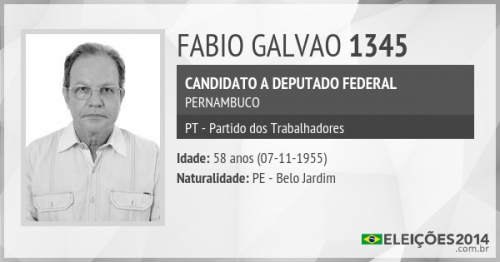 FABIO GALVAO 1345
CANDIDATO A DEPUTADO FEDERAL
PERNAMBUCO
PT - Partido dos Trabalhadores
Idade: 58 anos (07-11-1955)
Naturalidade: PE - Belo Jardim
ELEIÇÕES2014
.com.br